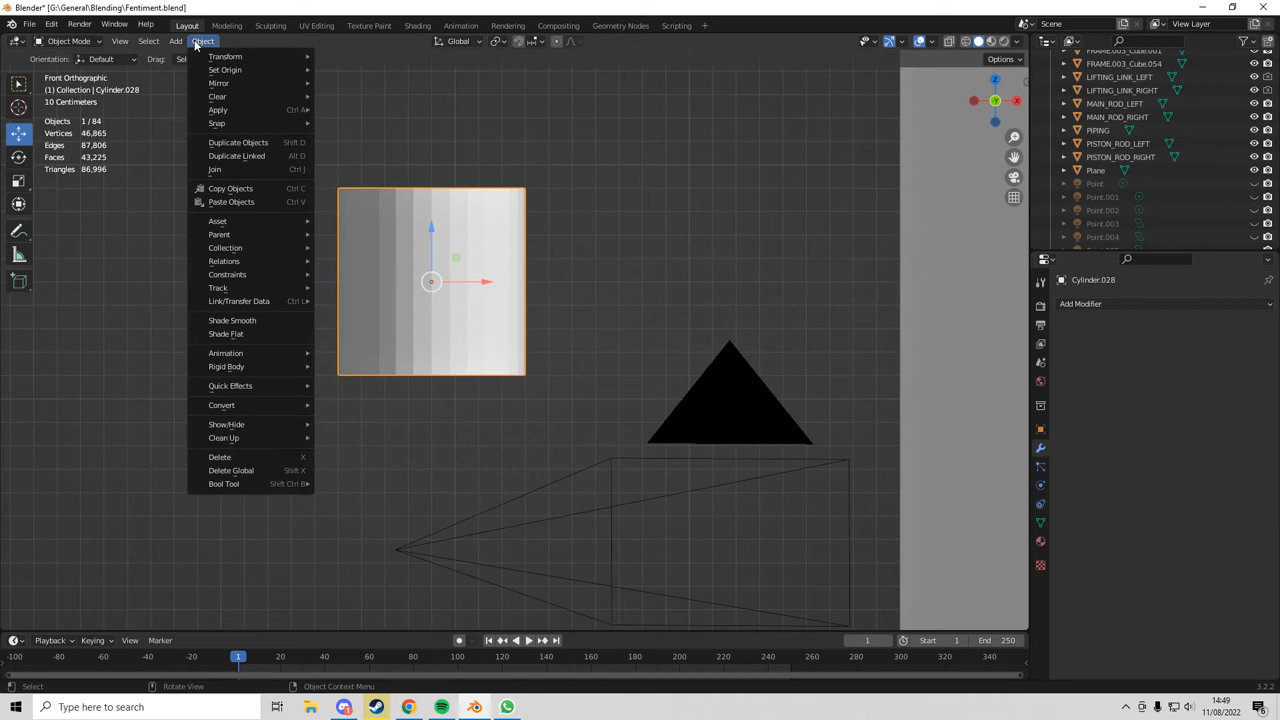 Blender* [G:\General\Blending\Fentiment.blend]
File Edit Render Window Help Layout Modeling Sculpting UV Editing Texture Paint Shading Animation Rendering Compositing Geometry Nodes Scripting + Scene View Layer
Object Mode View Select Add Object Global
Orientation: Default Drag: Options
Front Orthographic
(1) Collection | Cylinder.028
10 Centimeters
Objects 1 / 84
Vertices 46,865
Edges 87,806
Faces 43,225
Triangles 86,996
Transform
Set Origin
Mirror
Clear
Apply Ctrl A
Snap
Duplicate Objects Shift D
Duplicate Linked Alt D
Join Ctrl J
Copy Objects Ctrl C
Paste Objects Ctrl V
Asset
Parent
Collection
Relations
Constraints
Track
Link/Transfer Data Ctrl L
Shade Smooth
Shade Flat
Animation
Rigid Body
Quick Effects
Convert
Show/Hide
Clean Up
Delete X
Delete Global Shift X
Bool Tool Shift Ctrl B
Z
Y
X
FRAME.003_Cube.001
FRAME.003_Cube.054
LIFTING_LINK_LEFT
LIFTING_LINK_RIGHT
MAIN_ROD_LEFT
MAIN_ROD_RIGHT
PIPING
PISTON_ROD_LEFT
PISTON_ROD_RIGHT
Plane
Point
Point.001
Point.002
Point.003
Point.004
Cylinder.028
Add Modifier
Playback Keying View Marker 1 Start 1 End 250
-100 -80 -60 -40 -20 1 20 40 60 80 100 120 140 160 180 200 220 240 260 280 300 320 340
Select Rotate View Object Context Menu 3.2.2
Type here to search
14:49
11/08/2022
6